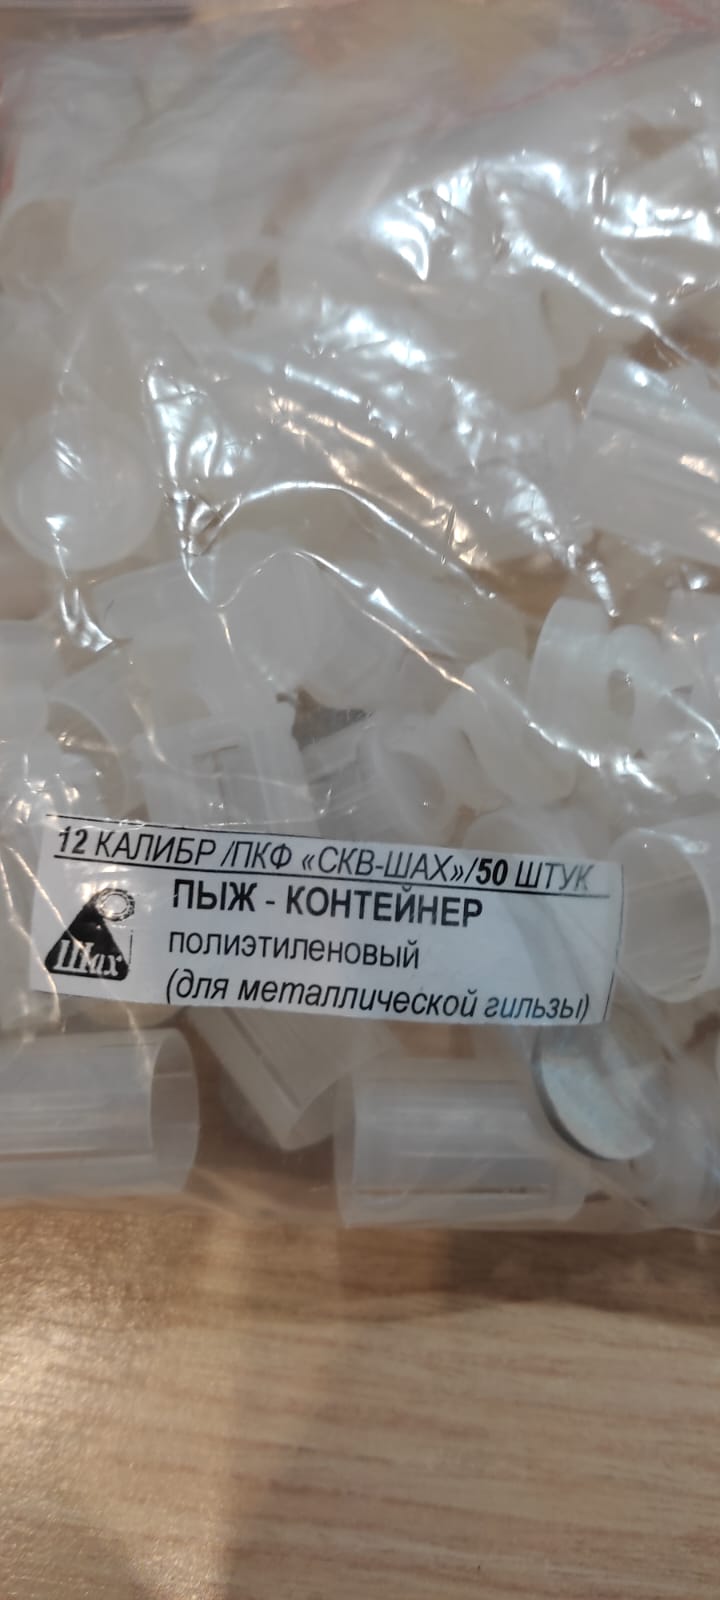 12 КАЛИБР /ПКФ «СКВ-ШАХ»/50 ШТУК
ПЫЖ - КОНТЕЙНЕР
Шах
полиэтиленовый
(для металлической гильзы)